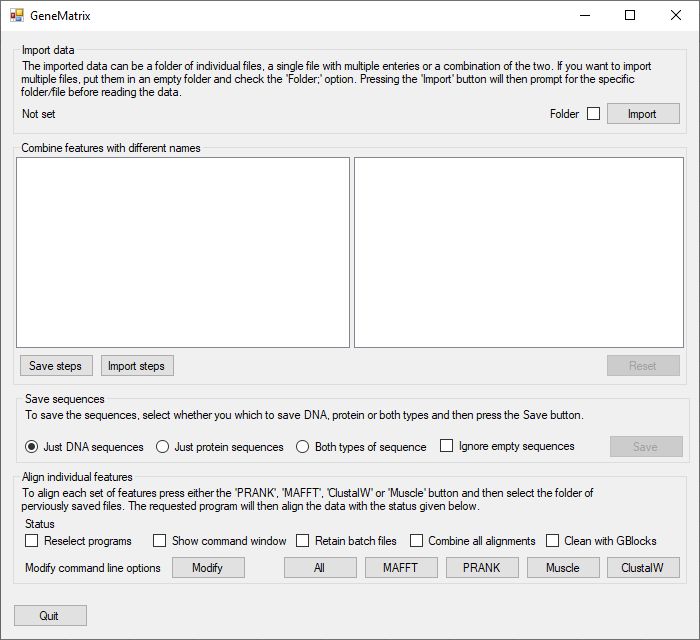 GeneMatrix
Import data
The imported data can be a folder of individual files, a single file with multiple enteries or a combination of the two. If you want to import
multiple files, put them in an empty folder and check the 'Folder;' option. Pressing the 'Import' button will then prompt for the specific
folder/file before reading the data.
Not set Folder Import
Combine features with different names
Save steps Import steps Reset
Save sequences
To save the sequences, select whether you which to save DNA, protein or both types and then press the Save button.
Just DNA sequences Just protein sequences Both types of sequence Ignore empty sequences Save
Align individual features
To align each set of features press either the 'PRANK', 'MAFFT', 'ClustalW' or 'Muscle' button and then select the folder of
perviously saved files. The requested program will then align the data with the status given below.
Status
Reselect programs Show command window Retain batch files Combine all alignments Clean with GBlocks
Modify command line options Modify All MAFFT PRANK Muscle ClustalW
Quit